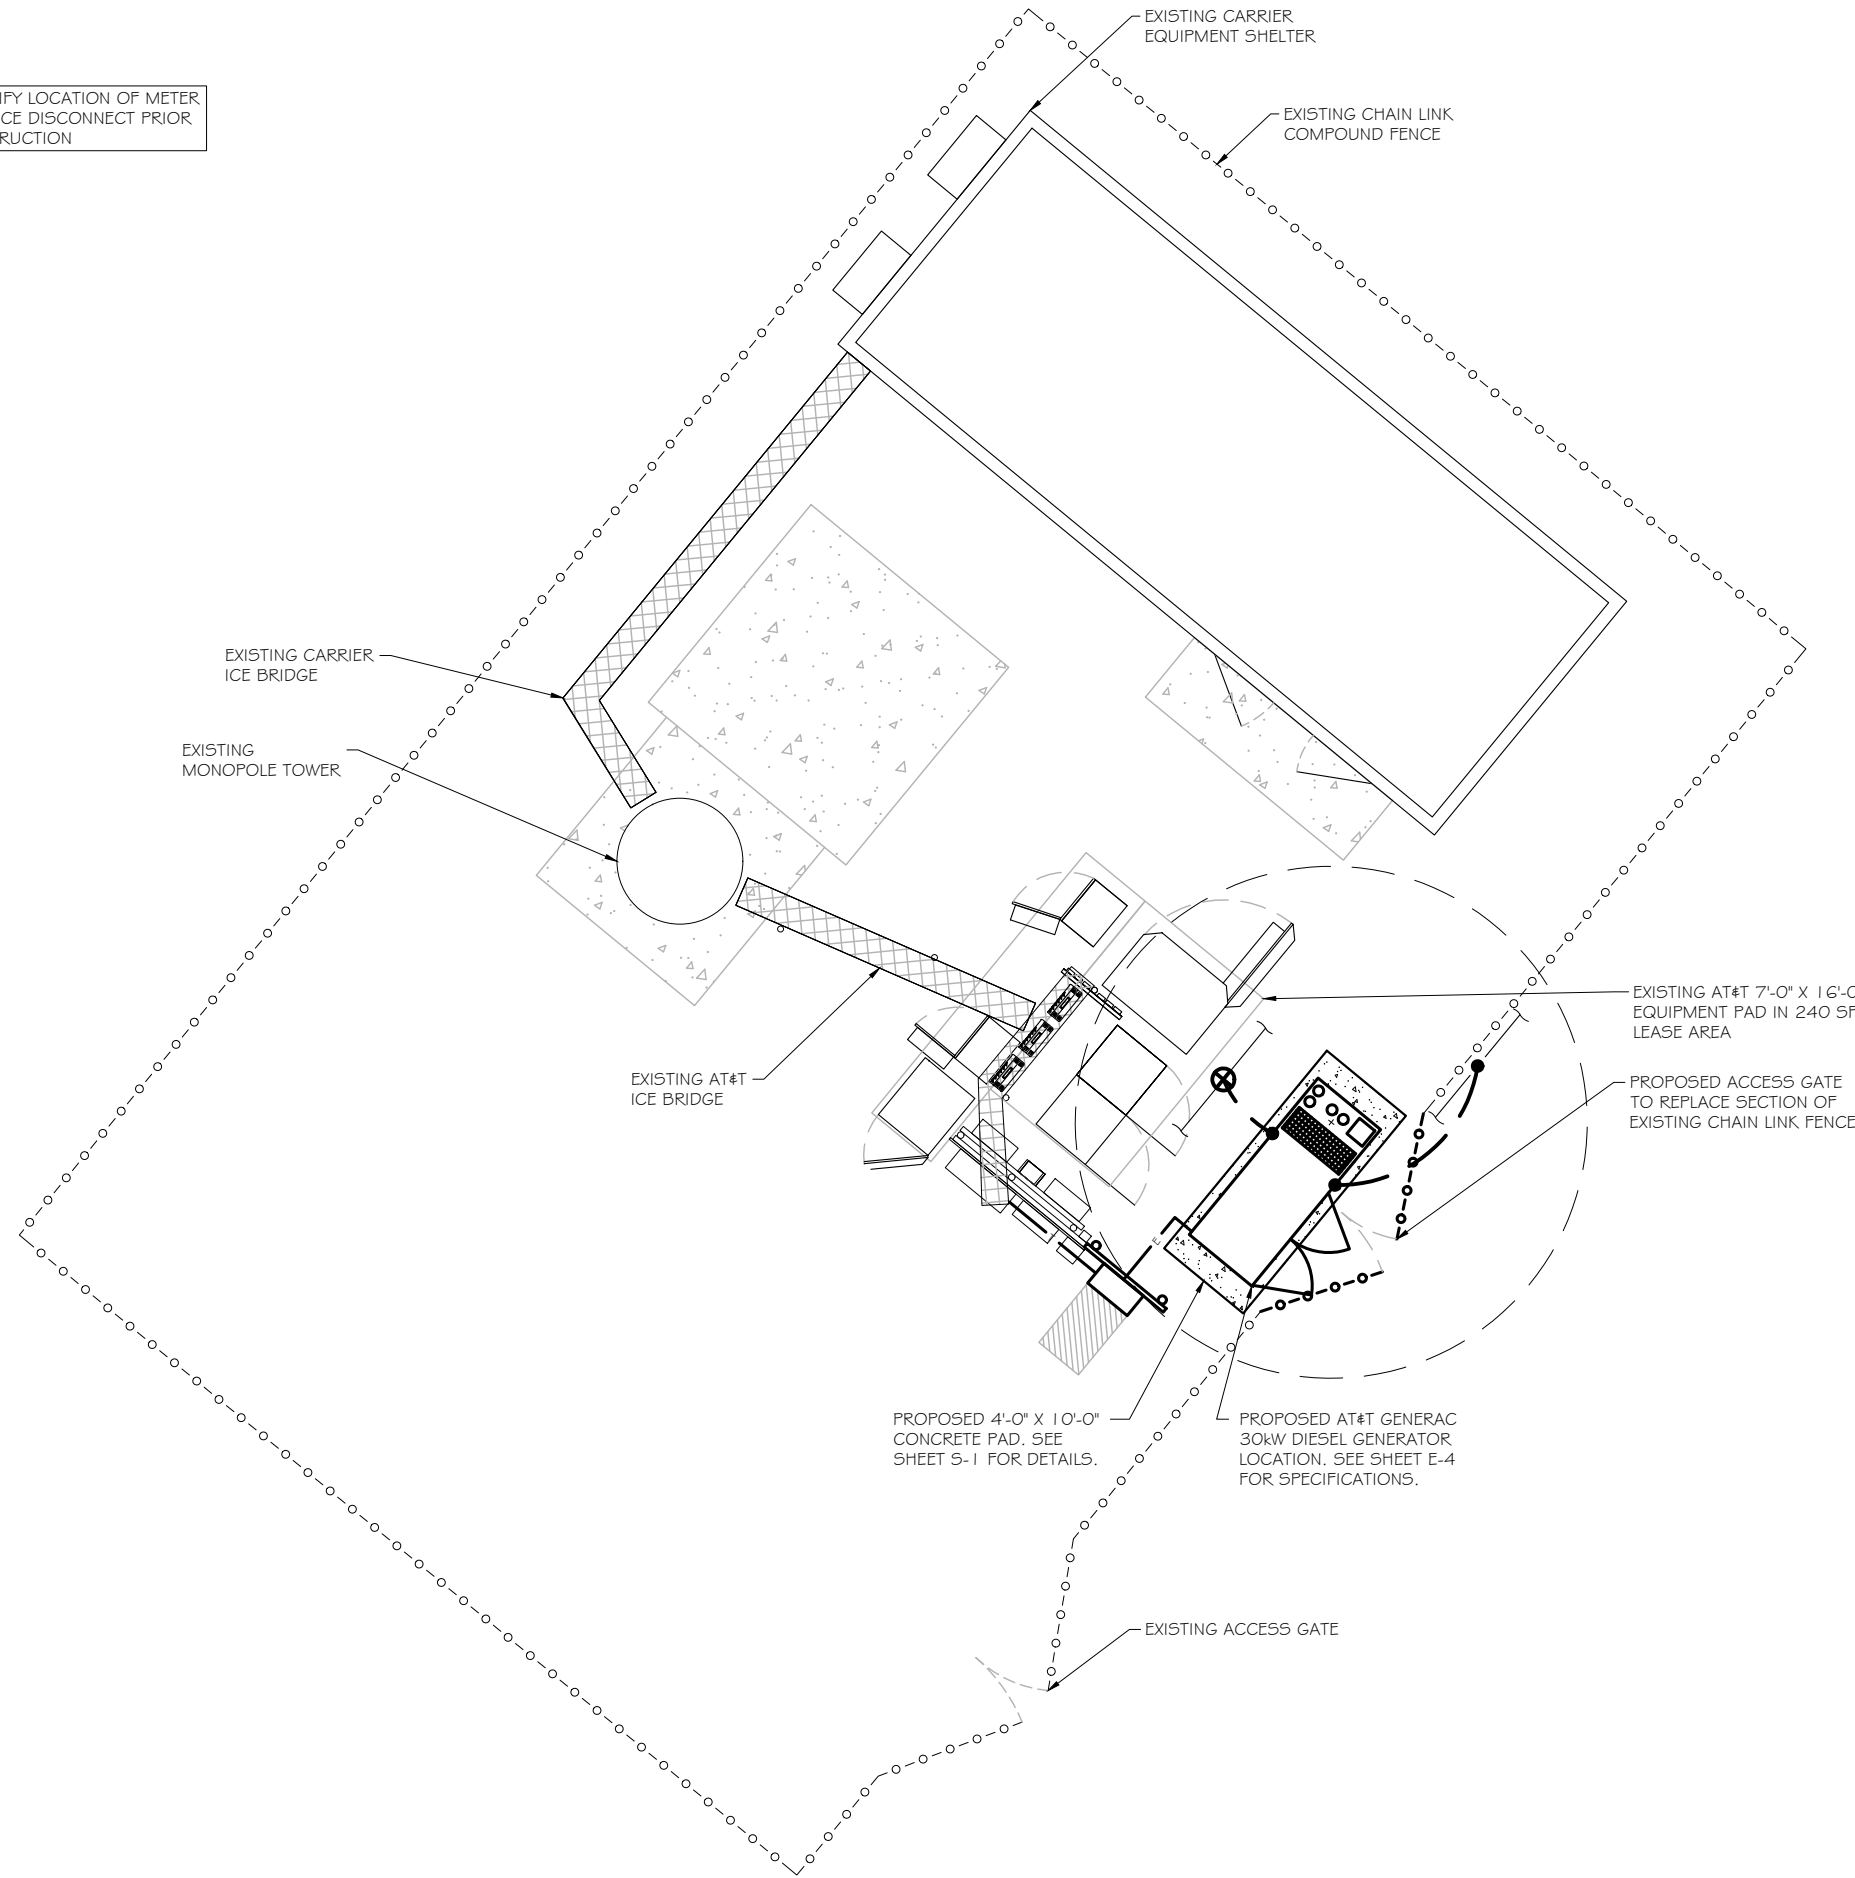 EXISTING CARRIER
EQUIPMENT SHELTER
IFY LOCATION OF METER
ICE DISCONNECT PRIOR
RUCTION
EXISTING CHAIN LINK
COMPOUND FENCE
EXISTING CARRIER
ICE BRIDGE
EXISTING
MONOPOLE TOWER
EXISTING AT&T 7'-0" X 16'-0
EQUIPMENT PAD IN 240 SF
LEASE AREA
EXISTING AT&T
ICE BRIDGE
PROPOSED ACCESS GATE
TO REPLACE SECTION OF
EXISTING CHAIN LINK FENCE
E
PROPOSED 4'-0" X 10'-0"
CONCRETE PAD. SEE
SHEET S-1 FOR DETAILS.
PROPOSED AT&T GENERAC
30kW DIESEL GENERATOR
LOCATION. SEE SHEET E-4
FOR SPECIFICATIONS.
EXISTING ACCESS GATE